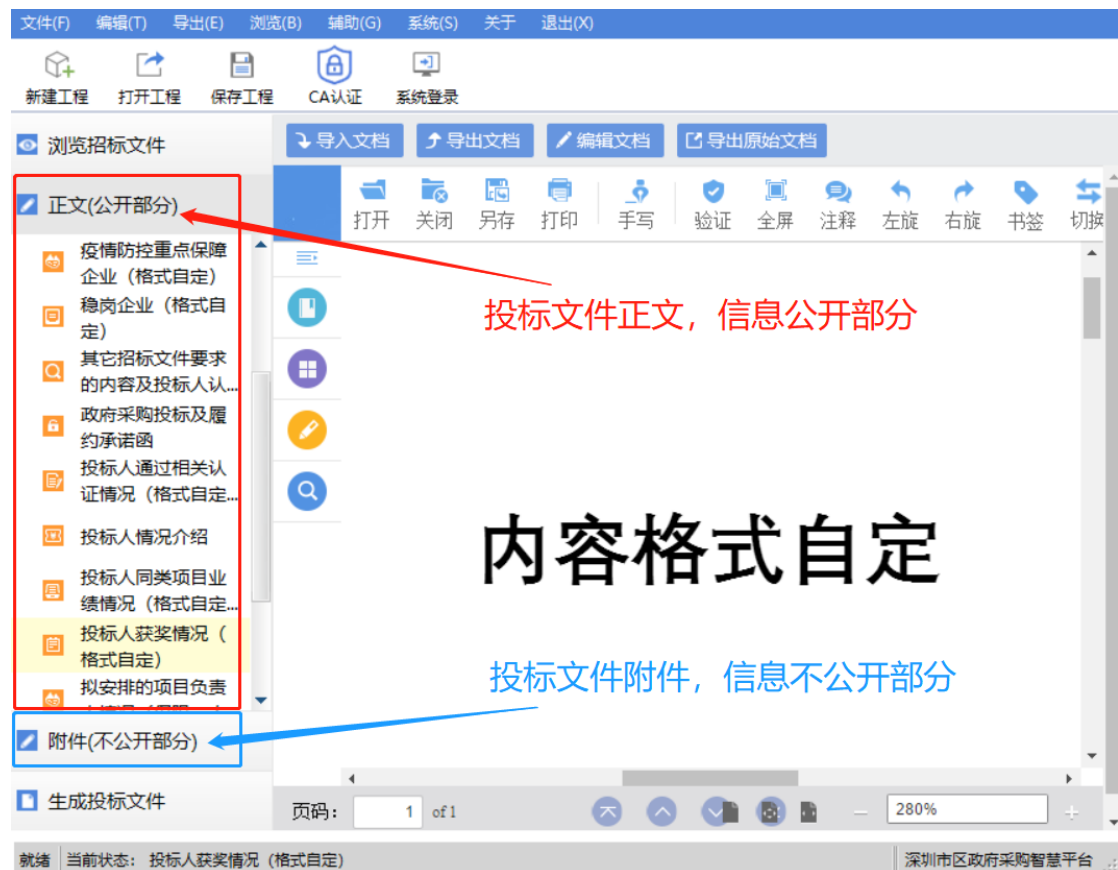 文件(F) 编辑(T) 导出(E) 浏览(B) 辅助(G) 系统(S) 关于 退出(X)
新建工程 打开工程 保存工程 CA认证 系统登录
浏览招标文件
导入文档 导出文档 编辑文档 导出原始文档
正文(公开部分)
打开 关闭 另存 打印 手写 验证 全屏 注释 左旋 右旋 书签 切换
疫情防控重点保障
企业（格式自定）
稳岗企业（格式自
定）
其它招标文件要求
的内容及投标人认...
政府采购投标及履
约承诺函
投标人通过相关认
证情况（格式自定...
投标人情况介绍
投标人同类项目业
绩情况（格式自定...
投标人获奖情况（
格式自定）
拟安排的项目负责
投标文件正文，信息公开部分
内容格式自定
投标文件附件，信息不公开部分
附件(不公开部分)
生成投标文件
页码： 1 of 1 280%
就绪 当前状态： 投标人获奖情况（格式自定） 深圳市区政府采购智慧平台